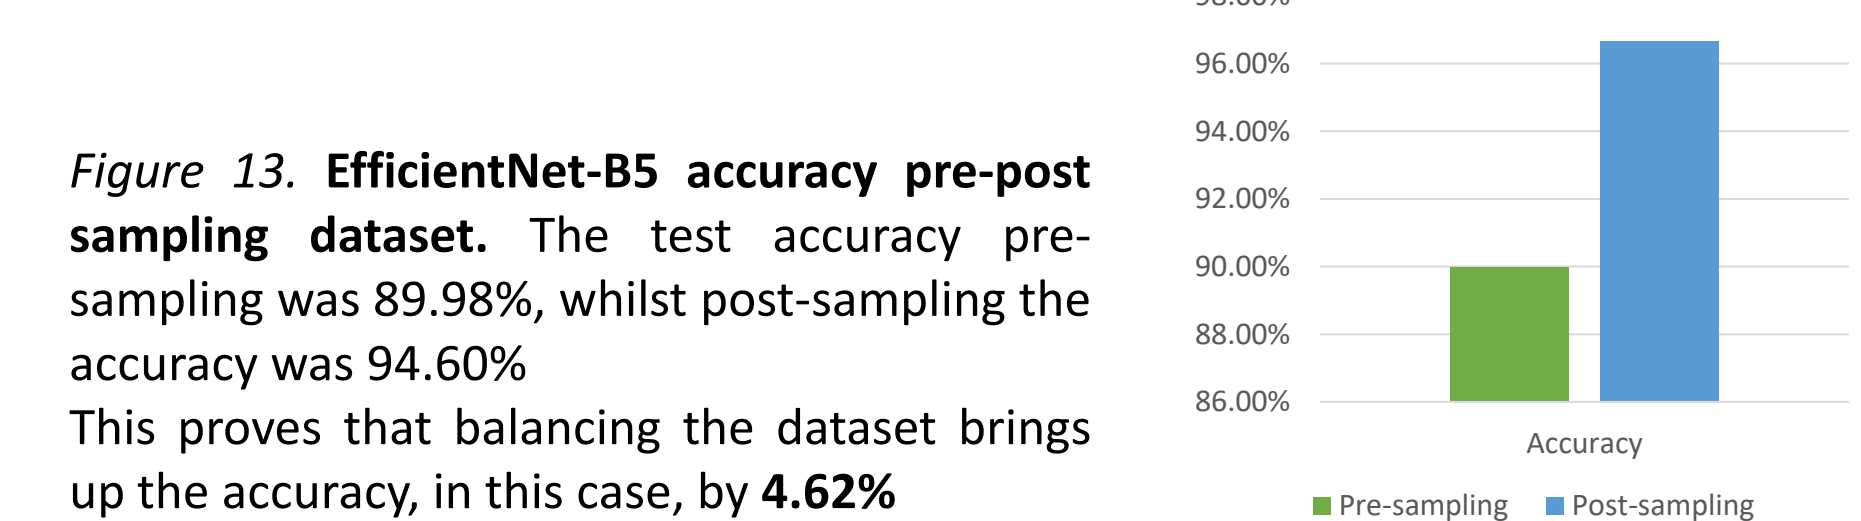 Figure 13. EfficientNet-B5 accuracy pre-post
sampling dataset. The test accuracy pre-
sampling was 89.98%, whilst post-sampling the
accuracy was 94.60%
This proves that balancing the dataset brings
up the accuracy, in this case, by 4.62%
96.00%
94.00%
92.00%
90.00%
88.00%
86.00%
Accuracy
Pre-sampling Post-sampling